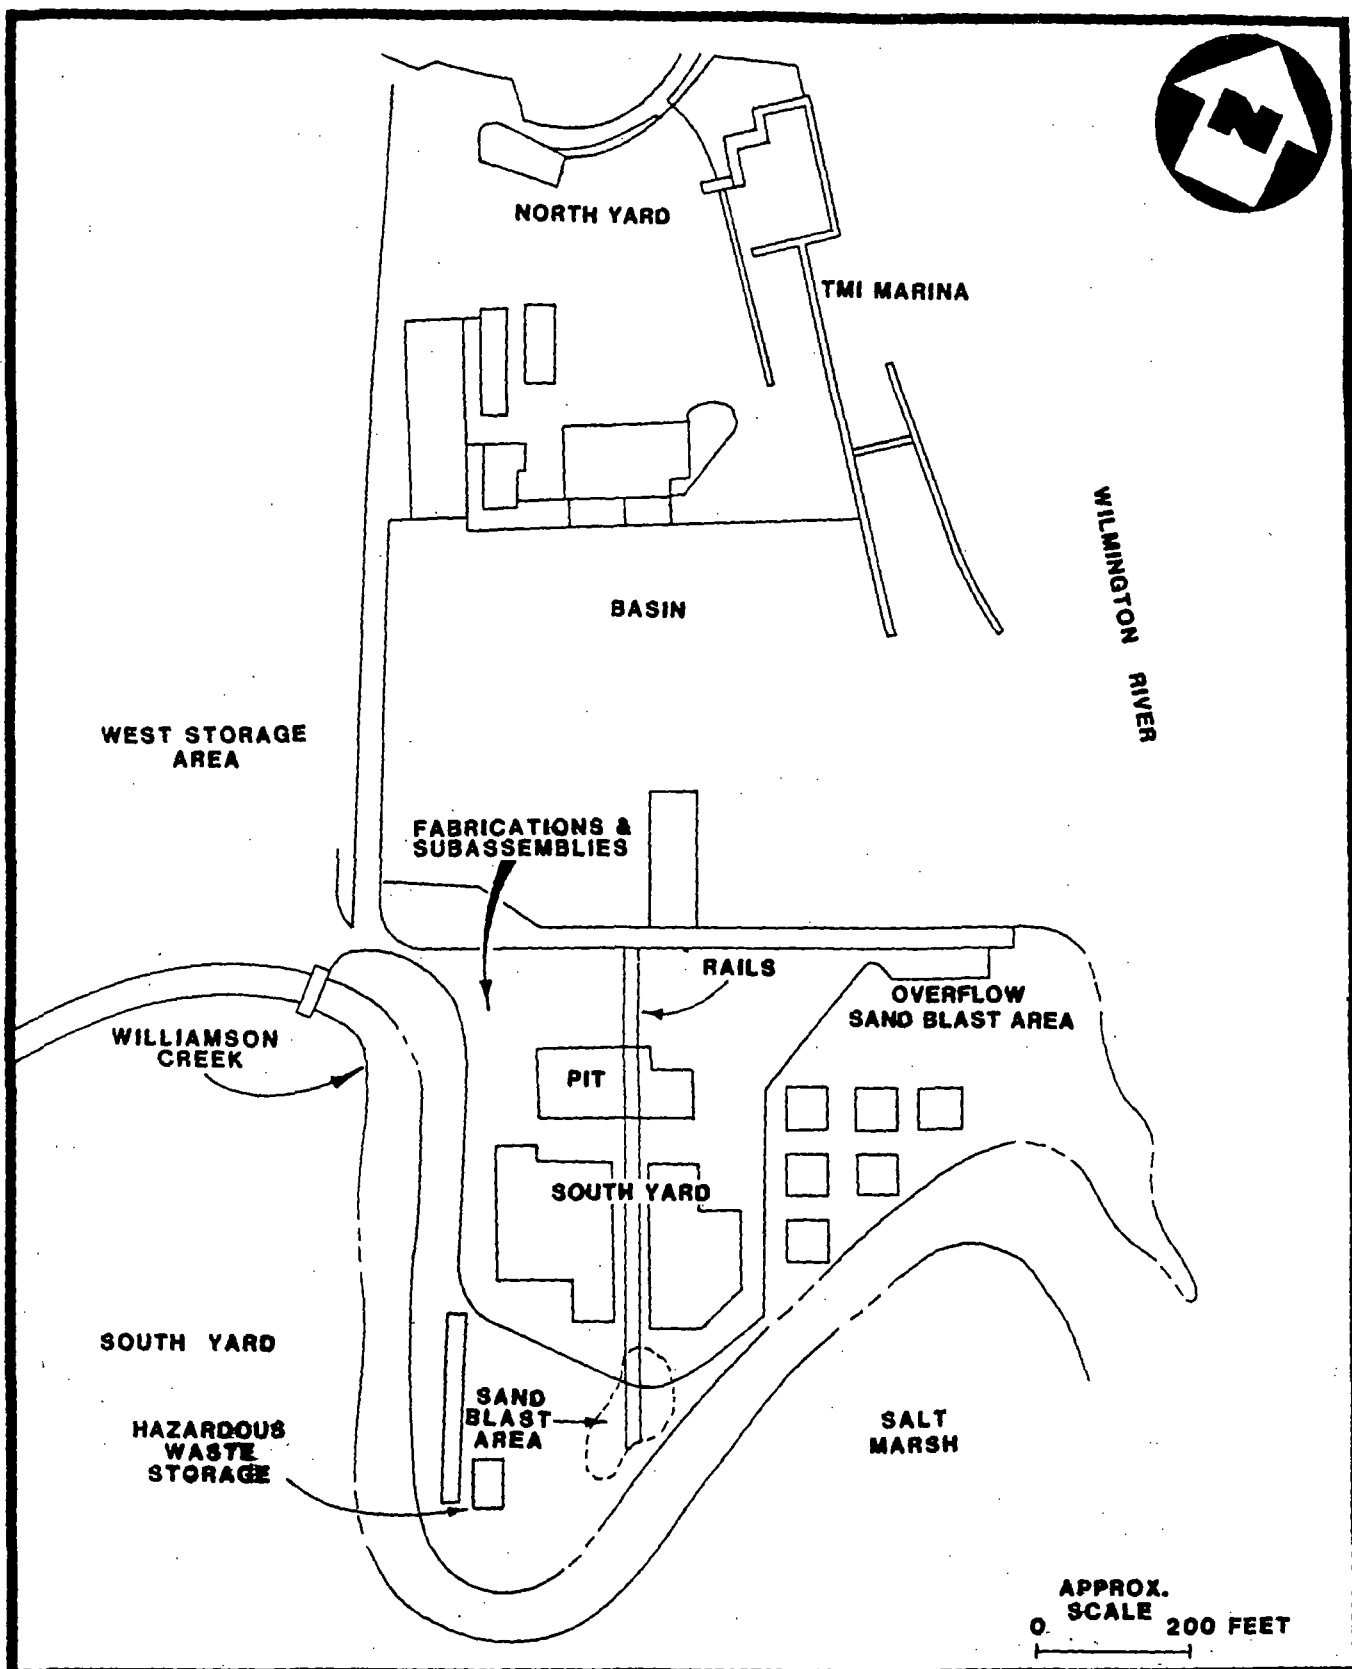 N
NORTH YARD
TMI MARINA
WILMINGTON RIVER
BASIN
WEST STORAGE
AREA
FABRICATIONS &
SUBASSEMBLIES
RAILS
OVERFLOW
SAND BLAST AREA
WILLIAMSON
CREEK
PIT
SOUTH YARD
SOUTH YARD
SAND
BLAST
AREA
HAZARDOUS
WASTE
STORAGE
SALT
MARSH
APPROX.
SCALE
0 200 FEET